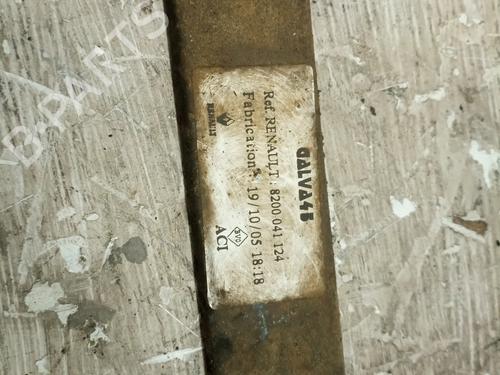 GALVA45
Ref. RENAULT : 8200 041 124
Fabrication : 19/10/05 18:18
RENAULT
ACI
B-PARTS